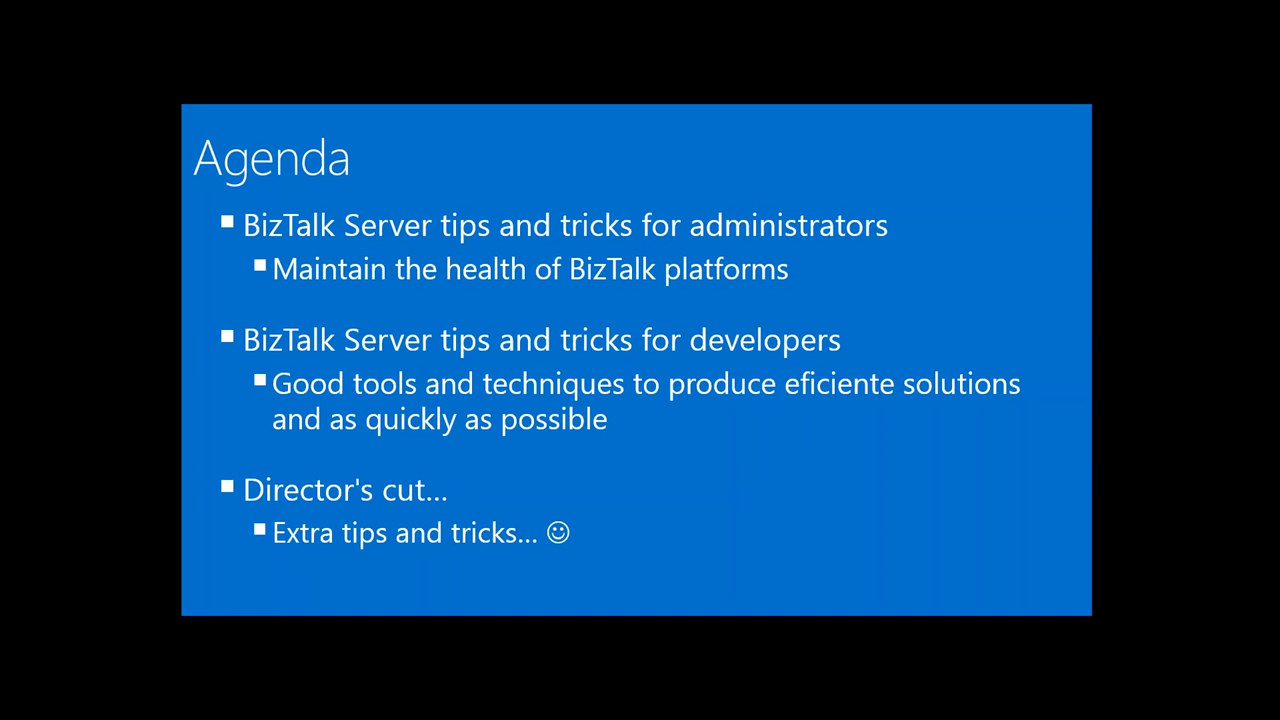 Agenda
▪ BizTalk Server tips and tricks for administrators
▪ Maintain the health of BizTalk platforms
▪ BizTalk Server tips and tricks for developers
▪ Good tools and techniques to produce eficiente solutions
and as quickly as possible
▪ Director's cut...
▪ Extra tips and tricks... ☺